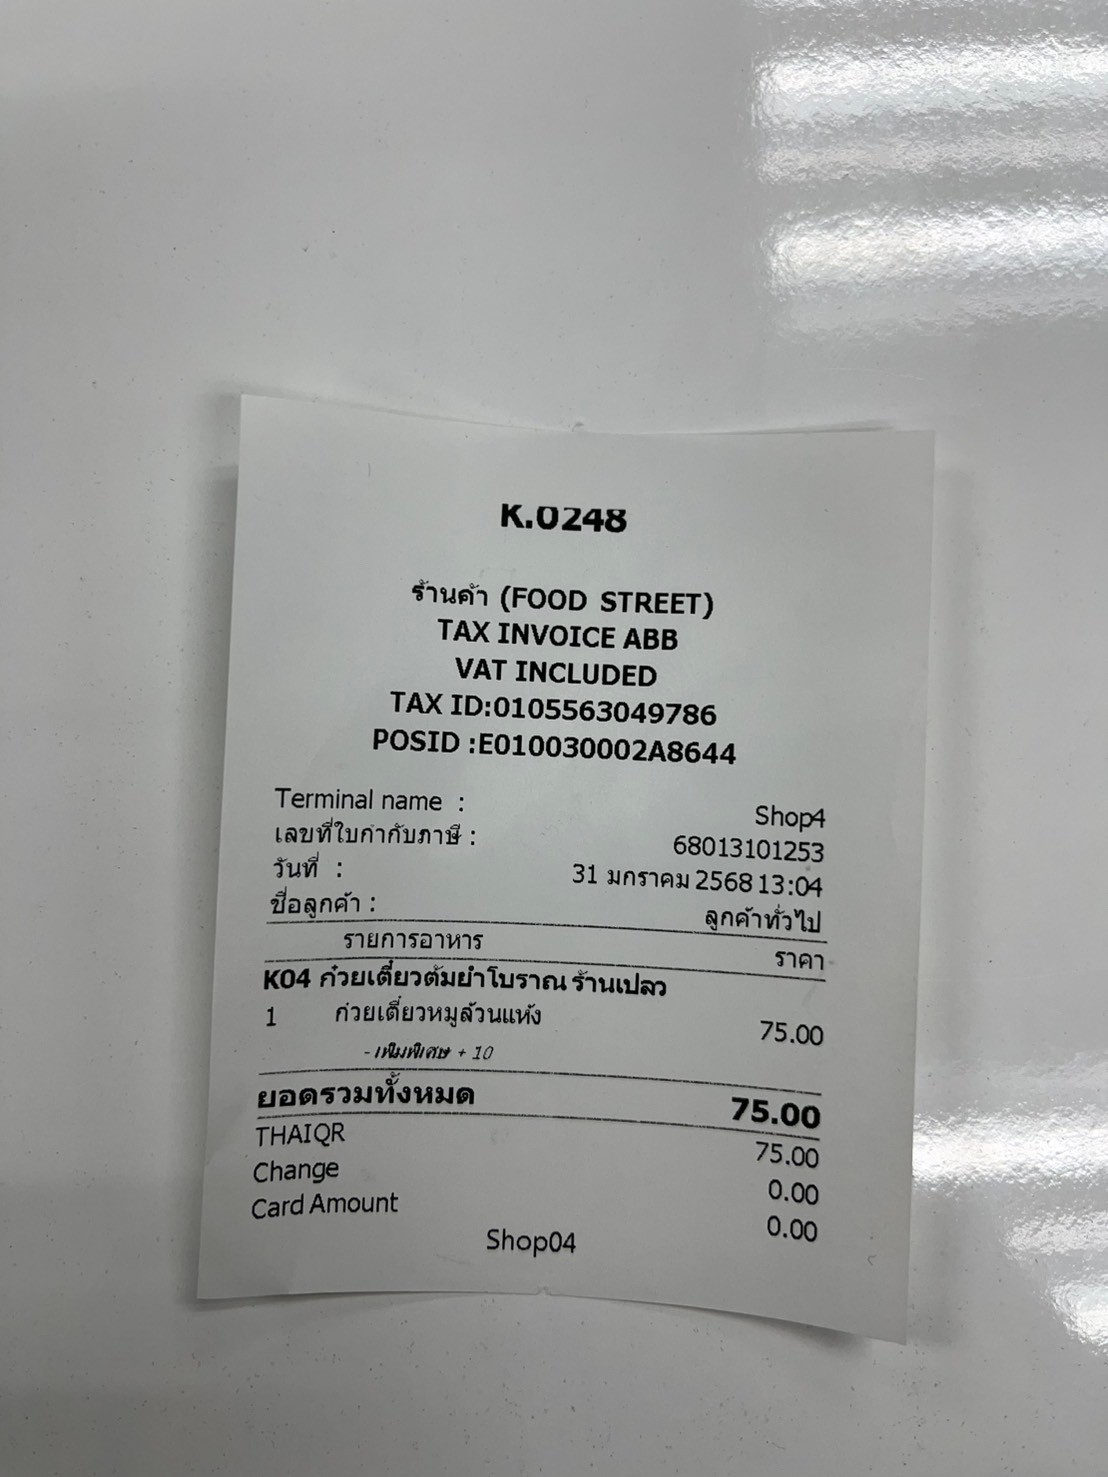 K.0248
ร้านค้า (FOOD STREET)
TAX INVOICE ABB
VAT INCLUDED
TAX ID:0105563049786
POSID :E010030002A8644
Terminal name : Shop4
เลขที่ใบกำกับภาษี : 68013101253
วันที่ : 31 มกราคม 2568 13:04
ชื่อลูกค้า : ลูกค้าทั่วไป
รายการอาหาร ราคา
K04 ก๋วยเตี๋ยวต้มยำโบราณ ร้านเปลว
1 ก๋วยเตี๋ยวหมูล้วนแห้ง 75.00
- เพิ่มพิเศษ + 10
ยอดรวมทั้งหมด 75.00
THAIQR 75.00
Change 0.00
Card Amount 0.00
Shop04